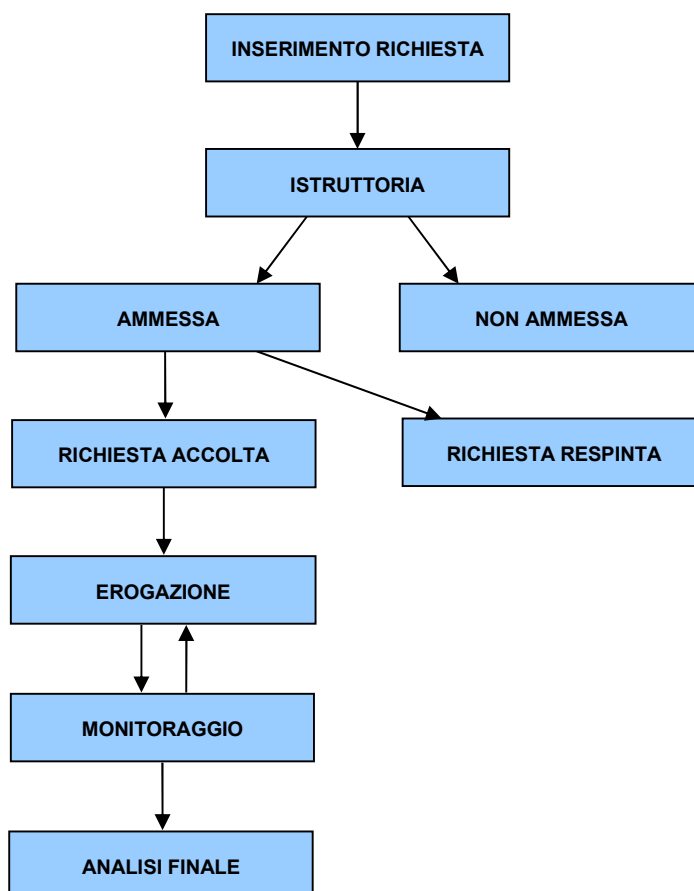 INSERIMENTO RICHIESTA
ISTRUTTORIA
AMMESSA
NON AMMESSA
RICHIESTA ACCOLTA
RICHIESTA RESPINTA
EROGAZIONE
MONITORAGGIO
ANALISI FINALE